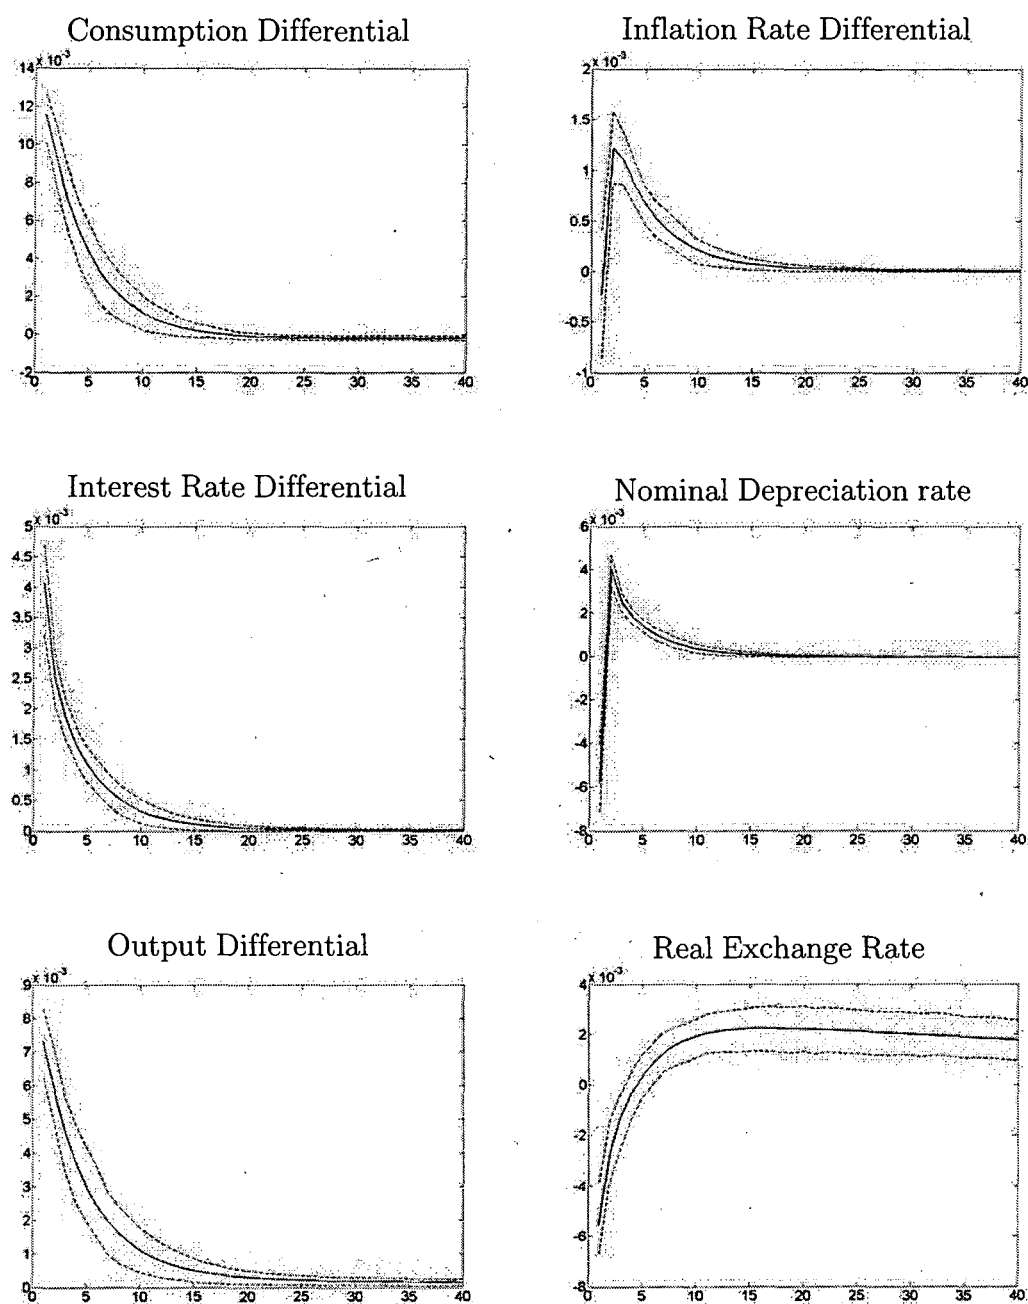 Consumption Differential
x 10-3
14
12
10
8
6
4
2
0
-2
0 5 10 15 20 25 30 35 40
Inflation Rate Differential
x 10-3
2
1.5
1
0.5
0
-0.5
-1
0 5 10 15 20 25 30 35 40
Interest Rate Differential
x 10-3
5
4.5
4
3.5
3
2.5
2
1.5
1
0.5
0
0 5 10 15 20 25 30 35 40
Nominal Depreciation rate
x 10-3
6
4
2
0
-2
-4
-6
-8
0 5 10 15 20 25 30 35 40
Output Differential
x 10-3
9
8
7
6
5
4
3
2
1
0
0 5 10 15 20 25 30 35 40
Real Exchange Rate
x 10-3
4
2
0
-2
-4
-6
-8
0 5 10 15 20 25 30 35 40